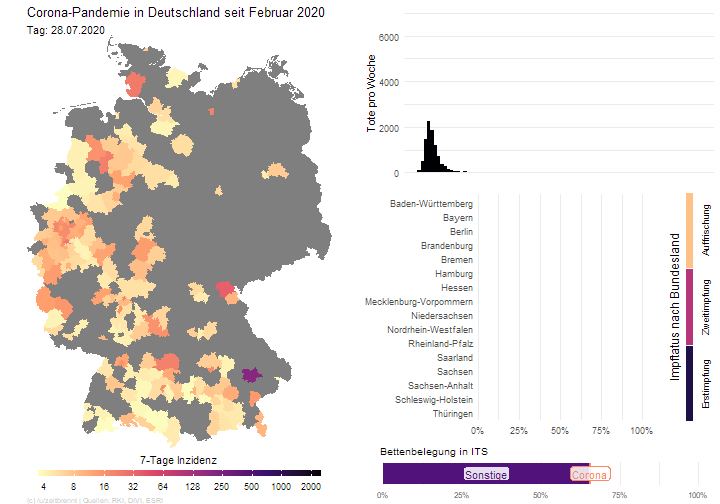 Corona-Pandemie in Deutschland seit Februar 2020
Tag: 28.07.2020
7-Tage Inzidenz
4 8 16 32 64 128 250 500 1000 2000
(c) /u/zeitbrennt | Quellen: RKI, DIVI, ESRI
Tote pro Woche
6000
4000
2000
0
Baden-Württemberg
Bayern
Berlin
Brandenburg
Bremen
Hamburg
Hessen
Mecklenburg-Vorpommern
Niedersachsen
Nordrhein-Westfalen
Rheinland-Pfalz
Saarland
Sachsen
Sachsen-Anhalt
Schleswig-Holstein
Thüringen
0% 25% 50% 75% 100%
Impfstatus nach Bundesland
Auffrischung
Zweitimpfung
Erstimpfung
Bettenbelegung in ITS
Sonstige Corona
0% 25% 50% 75% 100%